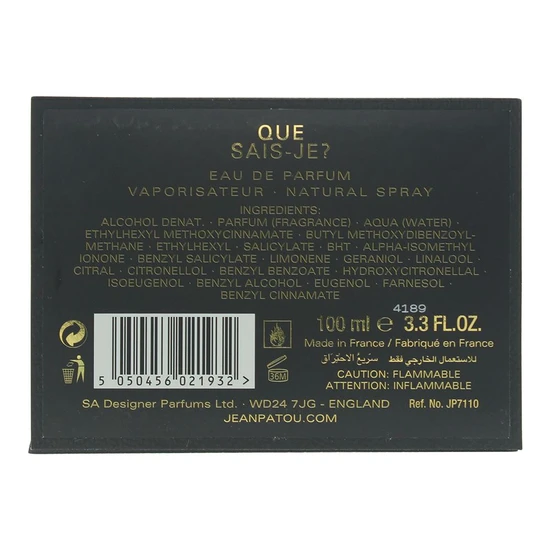 QUE
SAIS-JE?
EAU DE PARFUM
VAPORISATEUR · NATURAL SPRAY
INGREDIENTS:
ALCOHOL DENAT. · PARFUM (FRAGRANCE) · AQUA (WATER) ·
ETHYLHEXYL METHOXYCINNAMATE · BUTYL METHOXYDIBENZOYL-
METHANE · ETHYLHEXYL · SALICYLATE · BHT · ALPHA-ISOMETHYL
IONONE · BENZYL SALICYLATE · LIMONENE · GERANIOL · LINALOOL ·
CITRAL · CITRONELLOL · BENZYL BENZOATE · HYDROXYCITRONELLAL
· ISOEUGENOL · BENZYL ALCOHOL · EUGENOL · FARNESOL ·
BENZYL CINNAMATE
4189
100 ml e 3.3 FL.OZ.
Made in France / Fabriqué en France
سريع الاحتراق للاستعمال الخارجي فقط
CAUTION: FLAMMABLE
ATTENTION: INFLAMMABLE
36M
5 050456 021932 >
SA Designer Parfums Ltd. · WD24 7JG - ENGLAND
Ref. No. JP7110
JEANPATOU.COM